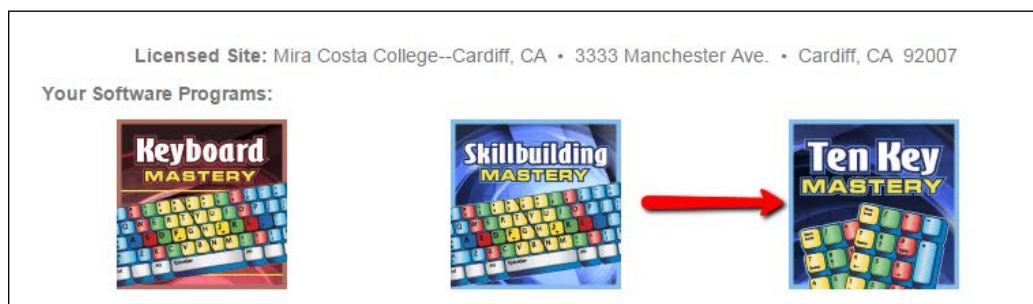 Licensed Site: Mira Costa College--Cardiff, CA • 3333 Manchester Ave. • Cardiff, CA 92007
Your Software Programs:
Keyboard
MASTERY
Skillbuilding
MASTERY
Ten Key
MASTERY